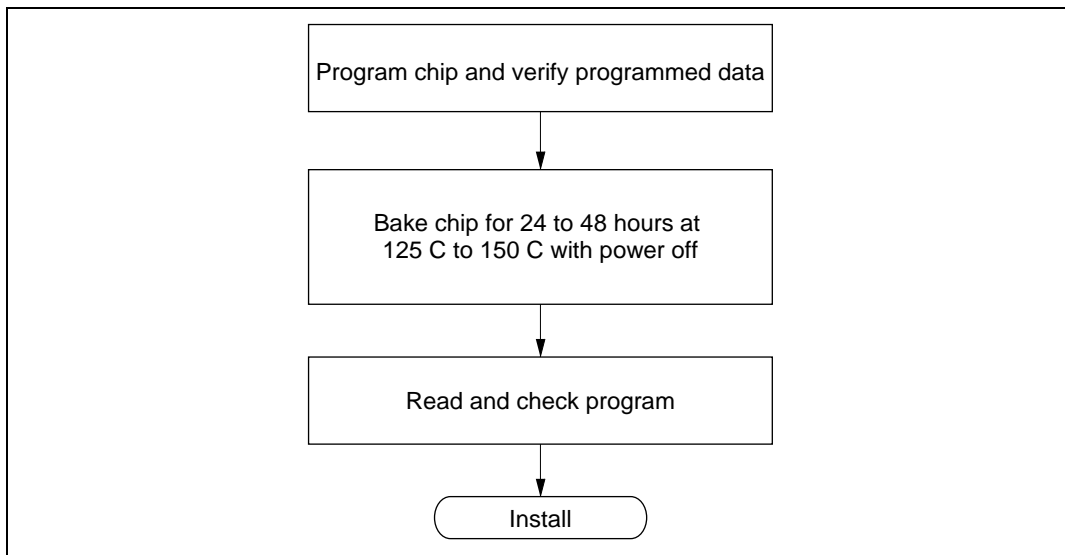 Program chip and verify programmed data
Bake chip for 24 to 48 hours at
125 C to 150 C with power off
Read and check program
Install